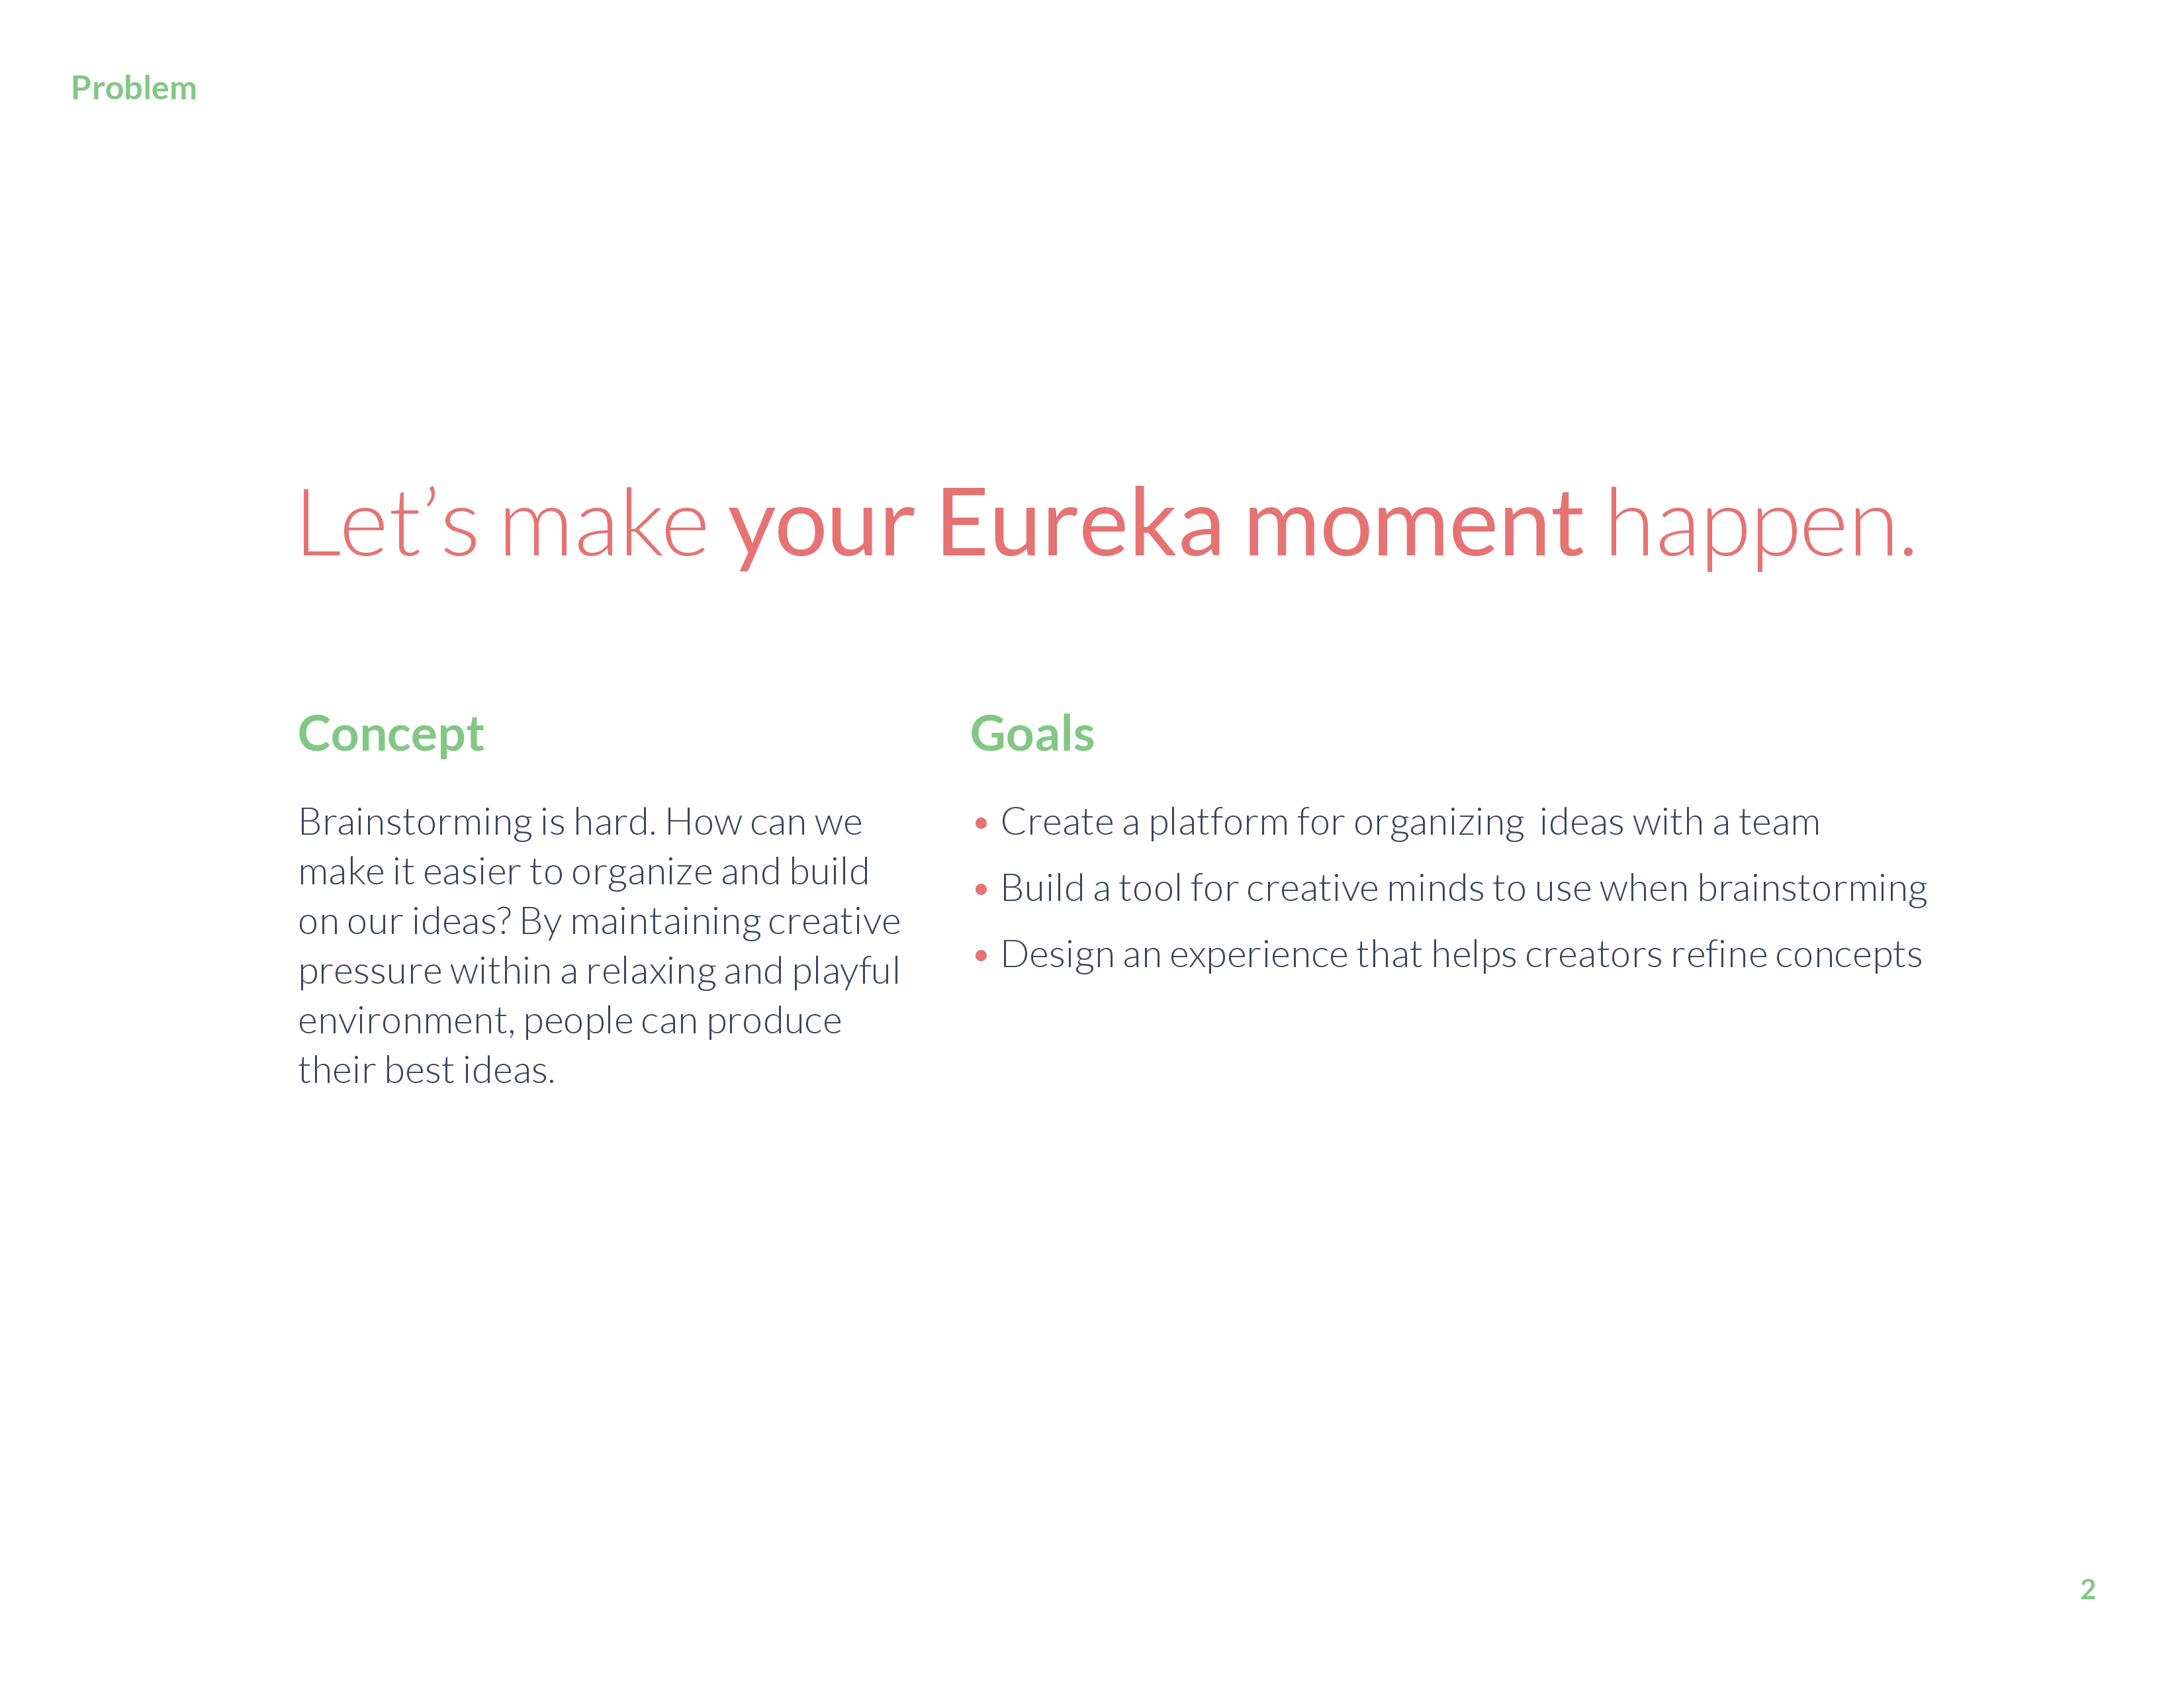 Problem
Let’s make your Eureka moment happen.
Concept
Brainstorming is hard. How can we
make it easier to organize and build
on our ideas? By maintaining creative
pressure within a relaxing and playful
environment, people can produce
their best ideas.
Goals
• Create a platform for organizing  ideas with a team
• Build a tool for creative minds to use when brainstorming
• Design an experience that helps creators refine concepts
2